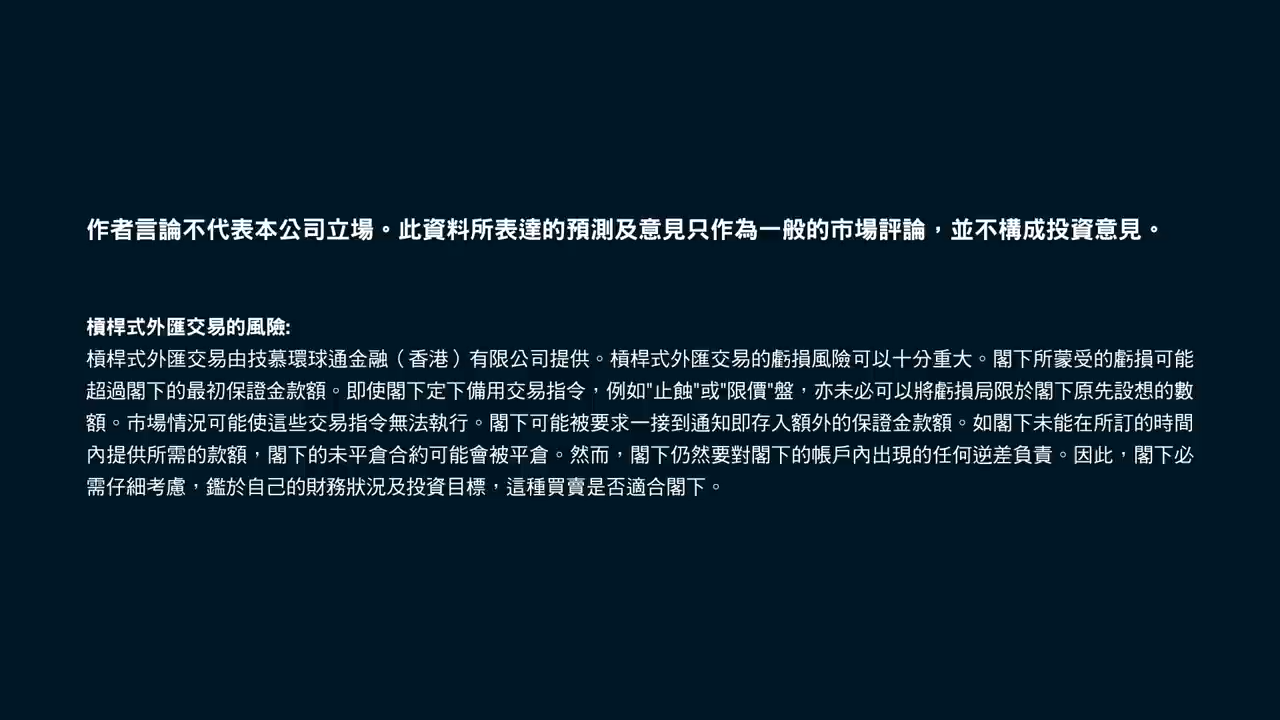 作者言論不代表本公司立場。此資料所表達的預測及意見只作為一般的市場評論，並不構成投資意見。
槓桿式外匯交易的風險:
槓桿式外匯交易由技慕環球通金融（香港）有限公司提供。槓桿式外匯交易的虧損風險可以十分重大。閣下所蒙受的虧損可能
超過閣下的最初保證金款額。即使閣下定下備用交易指令，例如"止蝕"或"限價"盤，亦未必可以將虧損局限於閣下原先設想的數
額。市場情況可能使這些交易指令無法執行。閣下可能被要求一接到通知即存入額外的保證金款額。如閣下未能在所訂的時間
內提供所需的款額，閣下的未平倉合約可能會被平倉。然而，閣下仍然要對閣下的帳戶內出現的任何逆差負責。因此，閣下必
需仔細考慮，鑑於自己的財務狀況及投資目標，這種買賣是否適合閣下。